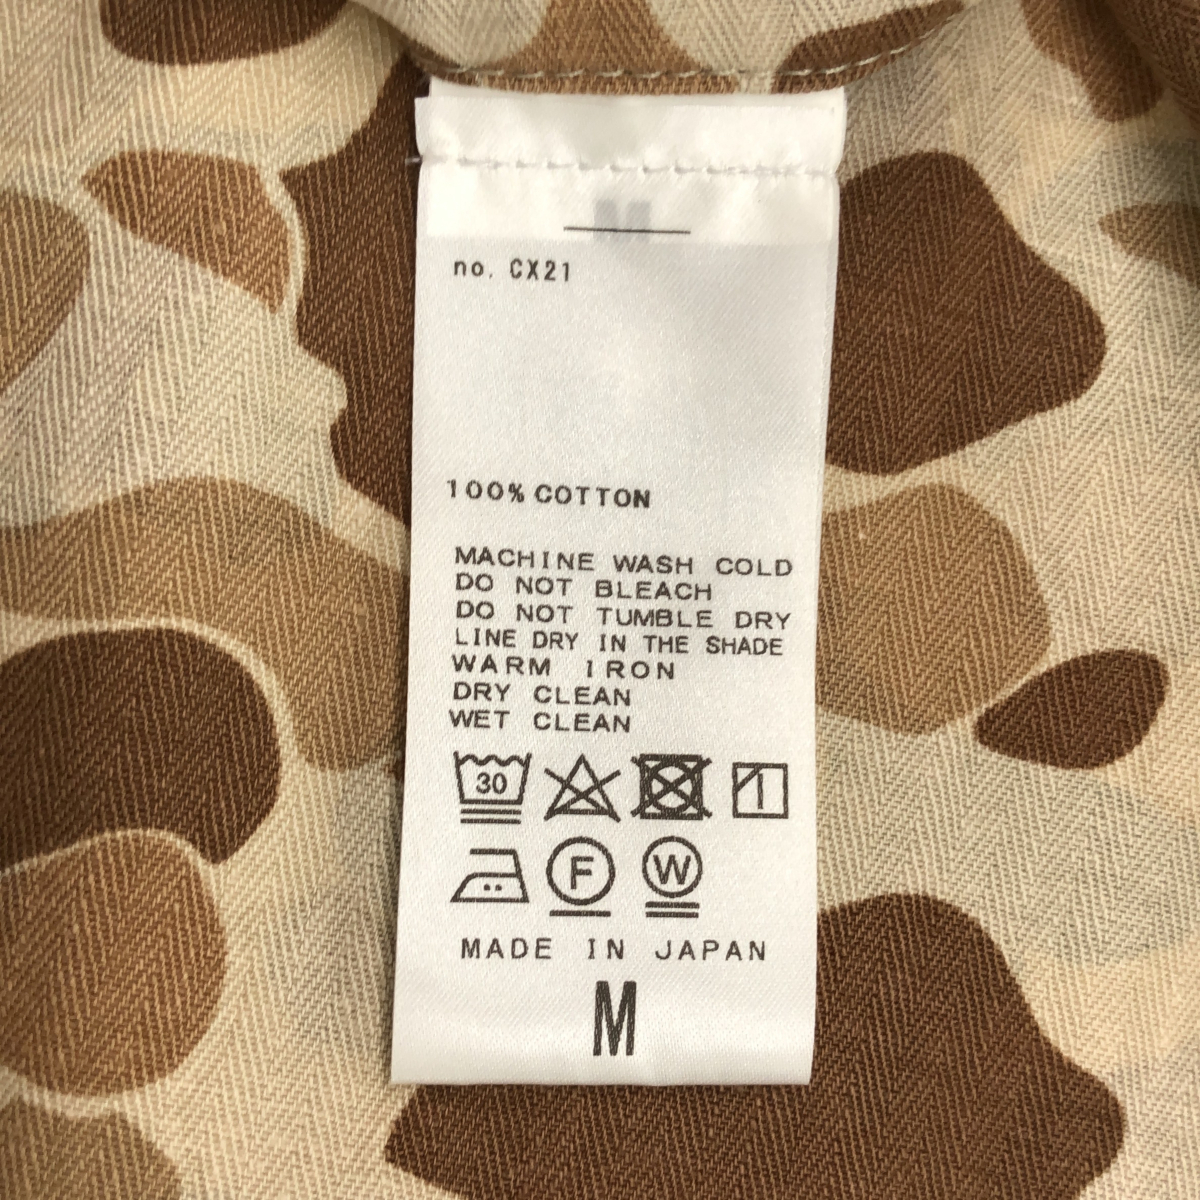 no. CX21
100% COTTON
MACHINE WASH COLD
DO NOT BLEACH
DO NOT TUMBLE DRY
LINE DRY IN THE SHADE
WARM IRON
DRY CLEAN
WET CLEAN
30
F W
MADE IN JAPAN
M